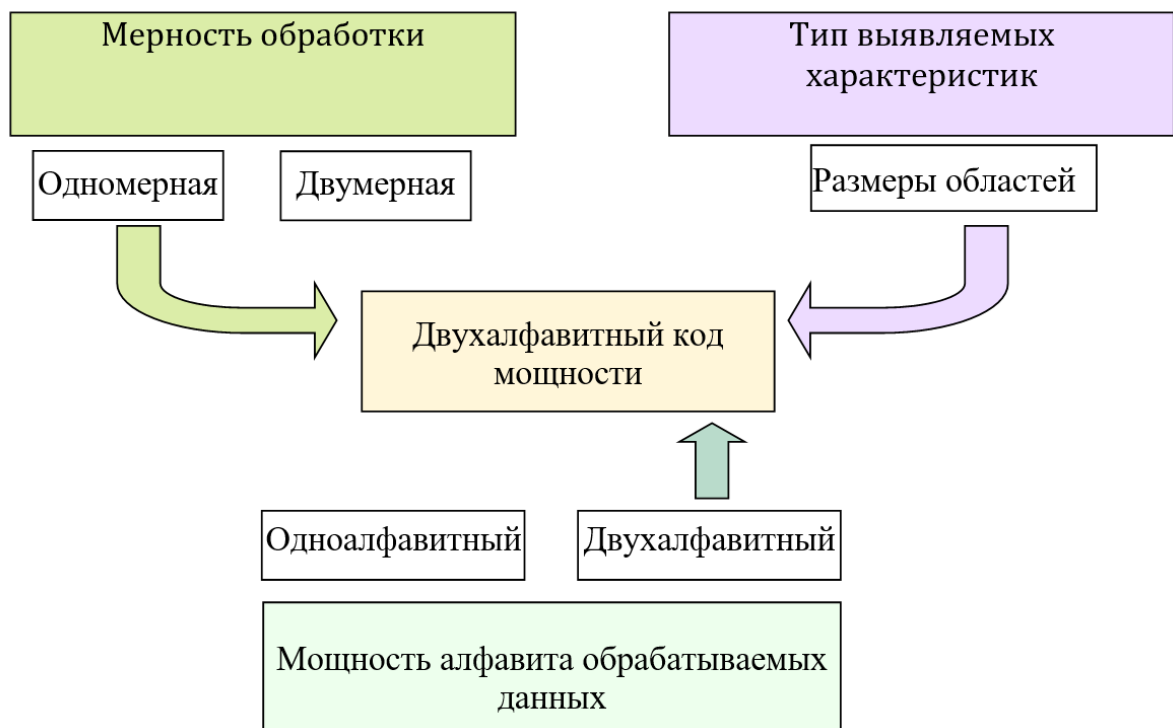 Мерность обработки
Тип выявляемых
характеристик
Одномерная
Двумерная
Размеры областей
Двухалфавитный код
мощности
Одноалфавитный
Двухалфавитный
Мощность алфавита обрабатываемых
данных